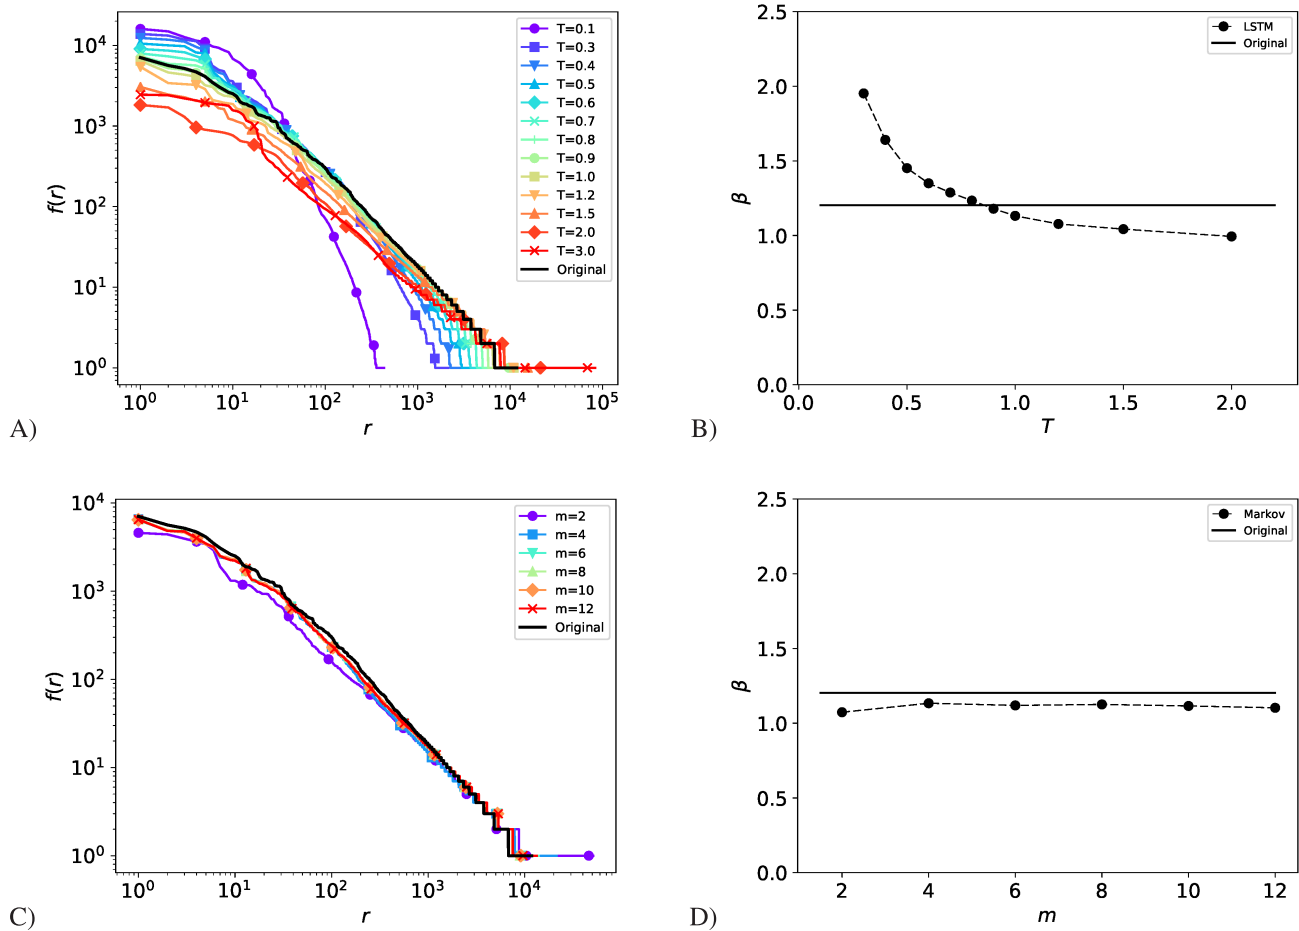 10^4
10^3
10^2
10^1
10^0
f(r)
10^0 10^1 10^2 10^3 10^4 10^5
r
T=0.1
T=0.3
T=0.4
T=0.5
T=0.6
T=0.7
T=0.8
T=0.9
T=1.0
T=1.2
T=1.5
T=2.0
T=3.0
Original
A)
2.5
2.0
1.5
1.0
0.5
0.0
β
0.0 0.5 1.0 1.5 2.0
T
LSTM
Original
B)
10^4
10^3
10^2
10^1
10^0
f(r)
10^0 10^1 10^2 10^3 10^4
r
m=2
m=4
m=6
m=8
m=10
m=12
Original
C)
2.5
2.0
1.5
1.0
0.5
0.0
β
2 4 6 8 10 12
m
Markov
Original
D)